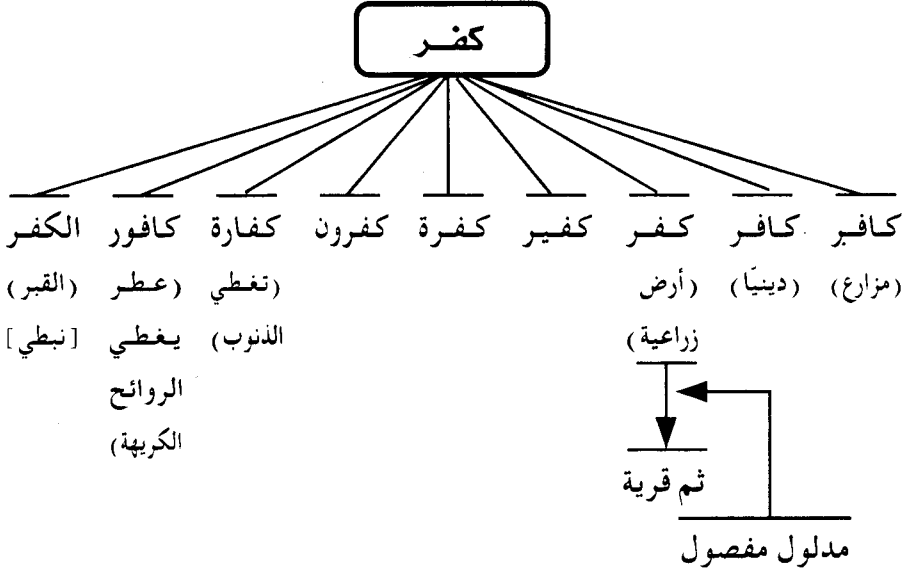 كفر
كافر كافر كفر كفير كفرة كفرون كفارة كافور الكفر
(مزارع) (دينيّا) (أرض (تغطي (عطر (القبر)
زراعية) الذنوب) يغطي [نبطي]
الروائح
الكريهة)
ثم قرية
مدلول مفصول